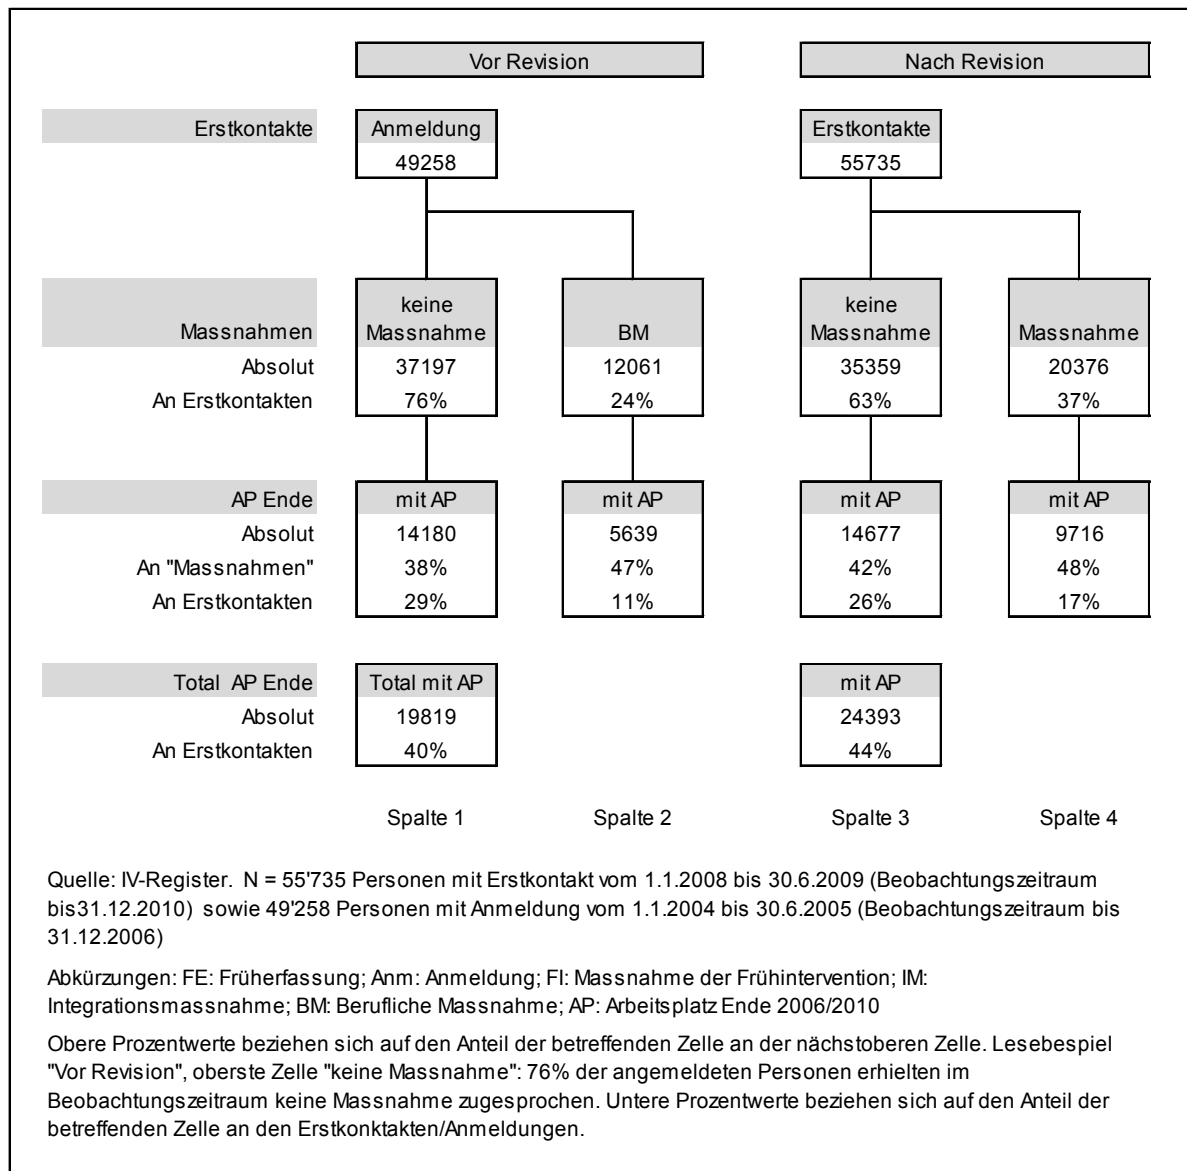 Vor Revision Nach Revision
Erstkontakte Anmeldung Erstkontakte
49258 55735
keine keine
Massnahmen Massnahme BM Massnahme Massnahme
Absolut 37197 12061 35359 20376
An Erstkontakten 76% 24% 63% 37%
AP Ende mit AP mit AP mit AP mit AP
Absolut 14180 5639 14677 9716
An "Massnahmen" 38% 47% 42% 48%
An Erstkontakten 29% 11% 26% 17%
Total AP Ende Total mit AP mit AP
Absolut 19819 24393
An Erstkontakten 40% 44%
Spalte 1 Spalte 2 Spalte 3 Spalte 4
Quelle: IV-Register. N = 55'735 Personen mit Erstkontakt vom 1.1.2008 bis 30.6.2009 (Beobachtungszeitraum
bis31.12.2010) sowie 49'258 Personen mit Anmeldung vom 1.1.2004 bis 30.6.2005 (Beobachtungszeitraum bis
31.12.2006)
Abkürzungen: FE: Früherfassung; Anm: Anmeldung; FI: Massnahme der Frühintervention; IM:
Integrationsmassnahme; BM: Berufliche Massnahme; AP: Arbeitsplatz Ende 2006/2010
Obere Prozentwerte beziehen sich auf den Anteil der betreffenden Zelle an der nächstoberen Zelle. Lesebespiel
"Vor Revision", oberste Zelle "keine Massnahme": 76% der angemeldeten Personen erhielten im
Beobachtungszeitraum keine Massnahme zugesprochen. Untere Prozentwerte beziehen sich auf den Anteil der
betreffenden Zelle an den Erstkonktakten/Anmeldungen.